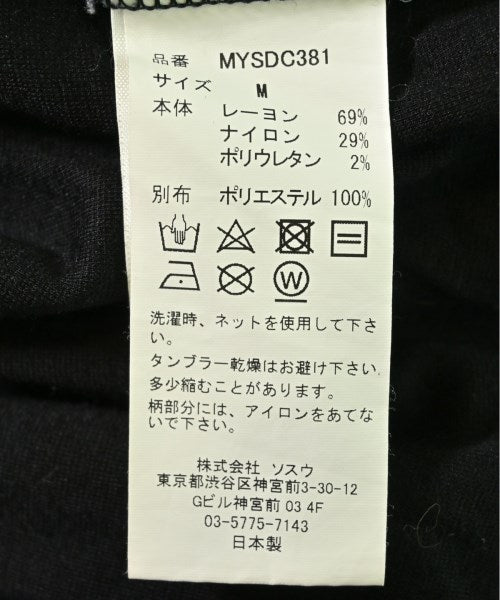 品番 MYSDC381
サイズ M
本体 レーヨン 69%
ナイロン 29%
ポリウレタン 2%
別布 ポリエステル 100%
W
洗濯時、ネットを使用して下さ
い。
タンブラー乾燥はお避け下さい.
多少縮むことがあります。
柄部分には、アイロンをあてな
いで下さい。
株式会社 ソスウ
東京都渋谷区神宮前3-30-12
Gビル神宮前 03 4F
03-5775-7143
日本製